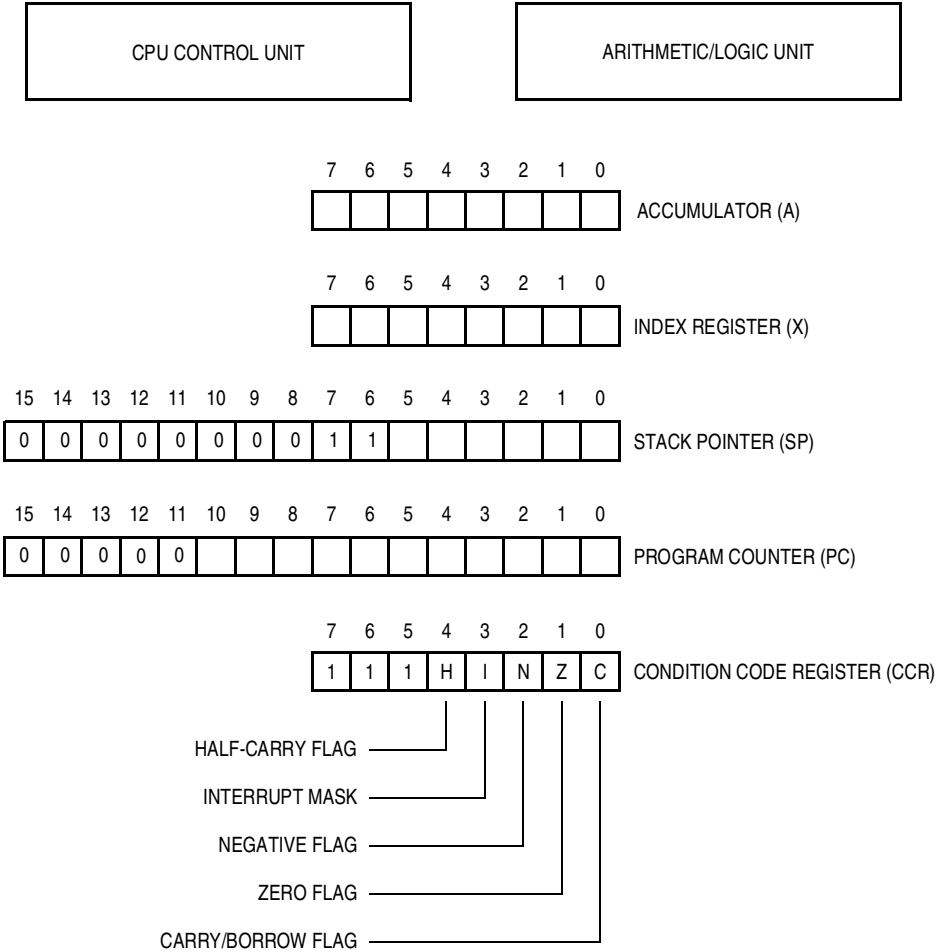 CPU CONTROL UNIT
ARITHMETIC/LOGIC UNIT
7 6 5 4 3 2 1 0
ACCUMULATOR (A)
7 6 5 4 3 2 1 0
INDEX REGISTER (X)
15 14 13 12 11 10 9 8 7 6 5 4 3 2 1 0
0 0 0 0 0 0 0 0 1 1 STACK POINTER (SP)
15 14 13 12 11 10 9 8 7 6 5 4 3 2 1 0
0 0 0 0 0 PROGRAM COUNTER (PC)
7 6 5 4 3 2 1 0
1 1 1 H I N Z C CONDITION CODE REGISTER (CCR)
HALF-CARRY FLAG
INTERRUPT MASK
NEGATIVE FLAG
ZERO FLAG
CARRY/BORROW FLAG